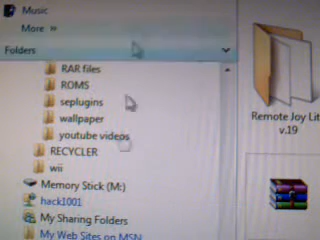 Music
More »
Folders
RAR files
ROMS
seplugins
wallpaper
youtube videos
RECYCLER
wii
Memory Stick (M:)
hack1001
My Sharing Folders
My Web Sites on MSN
Remote Joy Lit
v.19